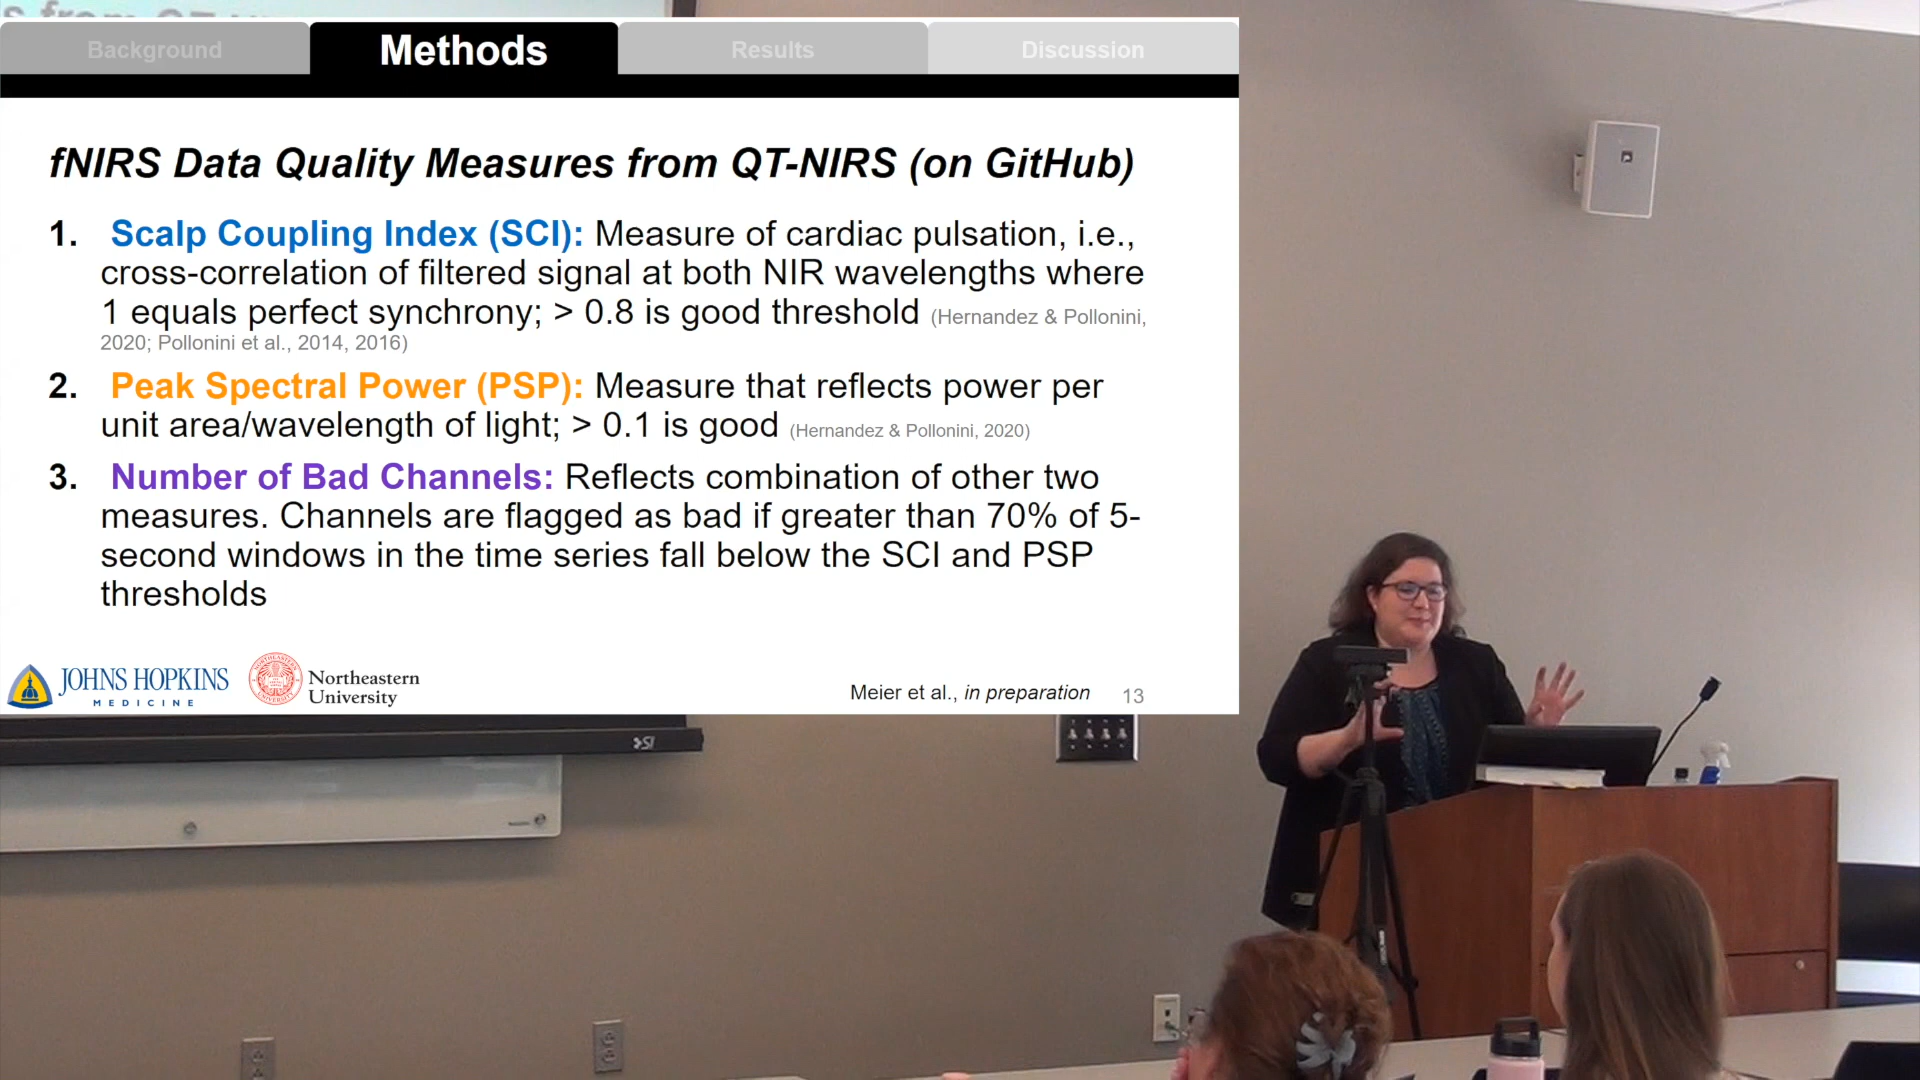 Background
Methods
Results
Discussion
fNIRS Data Quality Measures from QT-NIRS (on GitHub)
1. Scalp Coupling Index (SCI): Measure of cardiac pulsation, i.e.,
cross-correlation of filtered signal at both NIR wavelengths where
1 equals perfect synchrony; > 0.8 is good threshold (Hernandez & Pollonini,
2020; Pollonini et al., 2014, 2016)
2. Peak Spectral Power (PSP): Measure that reflects power per
unit area/wavelength of light; > 0.1 is good (Hernandez & Pollonini, 2020)
3. Number of Bad Channels: Reflects combination of other two
measures. Channels are flagged as bad if greater than 70% of 5-
second windows in the time series fall below the SCI and PSP
thresholds
JOHNS HOPKINS
MEDICINE
Northeastern
University
Meier et al., in preparation
13
SI